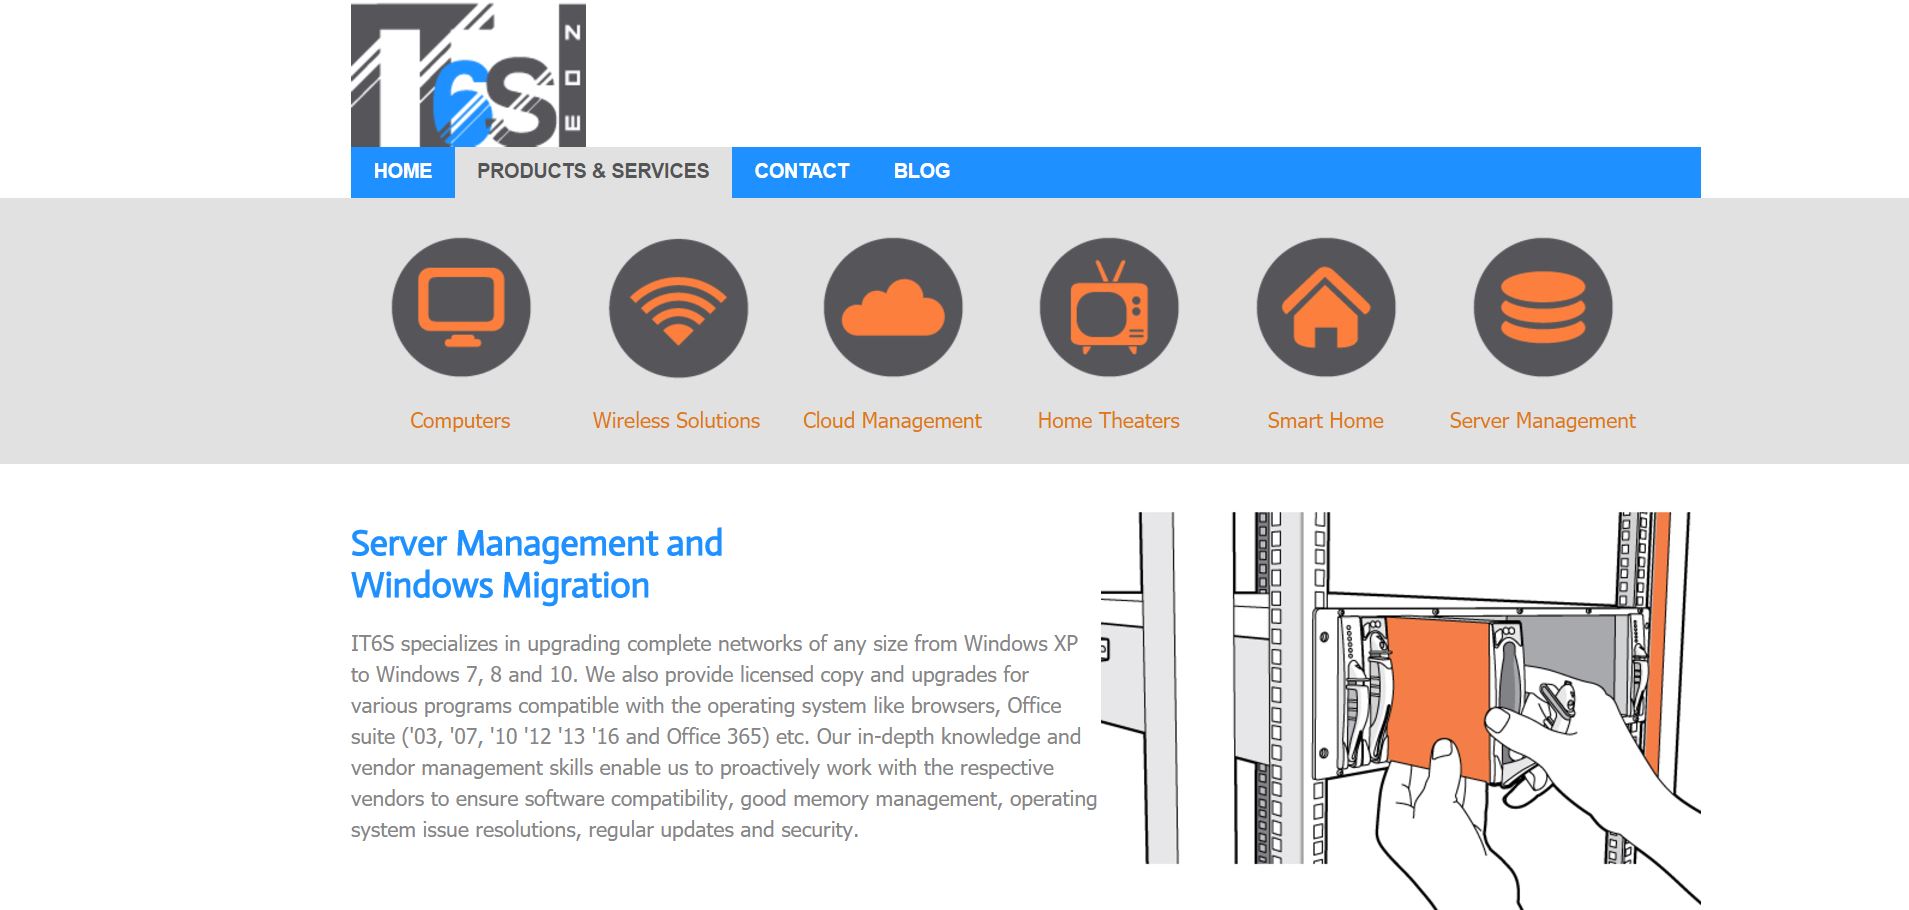 IT6S ZONE
HOME PRODUCTS & SERVICES CONTACT BLOG
Computers Wireless Solutions Cloud Management Home Theaters Smart Home Server Management
Server Management and
Windows Migration
IT6S specializes in upgrading complete networks of any size from Windows XP
to Windows 7, 8 and 10. We also provide licensed copy and upgrades for
various programs compatible with the operating system like browsers, Office
suite ('03, '07, '10 '12 '13 '16 and Office 365) etc. Our in-depth knowledge and
vendor management skills enable us to proactively work with the respective
vendors to ensure software compatibility, good memory management, operating
system issue resolutions, regular updates and security.